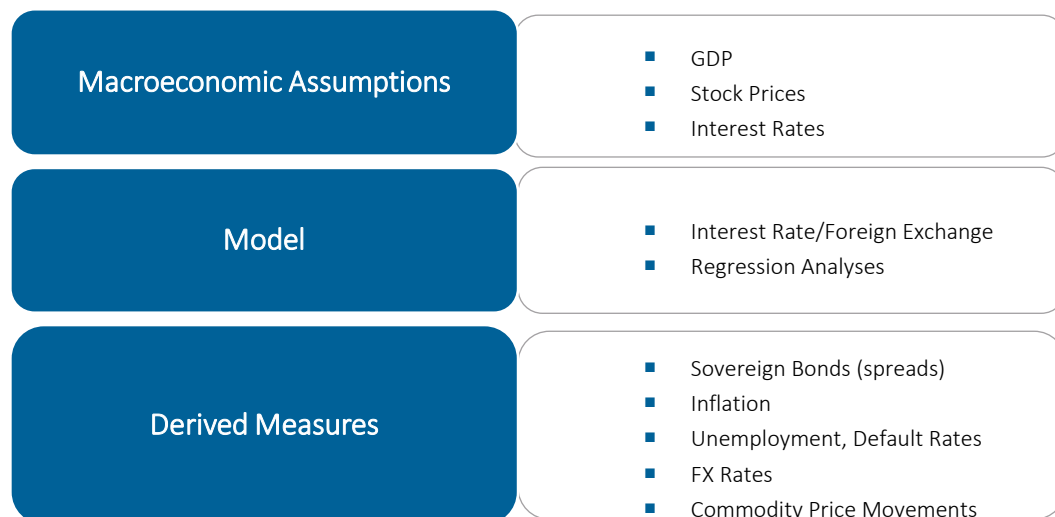 Macroeconomic Assumptions
GDP
Stock Prices
Interest Rates
Model
Interest Rate/Foreign Exchange
Regression Analyses
Derived Measures
Sovereign Bonds (spreads)
Inflation
Unemployment, Default Rates
FX Rates
Commodity Price Movements